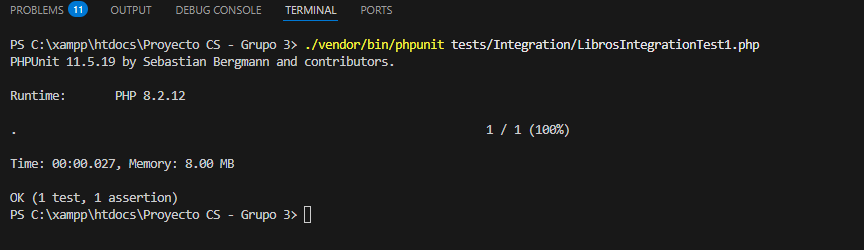 PROBLEMS 11 OUTPUT DEBUG CONSOLE TERMINAL PORTS
PS C:\xampp\htdocs\Proyecto CS - Grupo 3> ./vendor/bin/phpunit tests/Integration/LibrosIntegrationTest1.php
PHPUnit 11.5.19 by Sebastian Bergmann and contributors.
Runtime: PHP 8.2.12
. 1 / 1 (100%)
Time: 00:00.027, Memory: 8.00 MB
OK (1 test, 1 assertion)
PS C:\xampp\htdocs\Proyecto CS - Grupo 3>